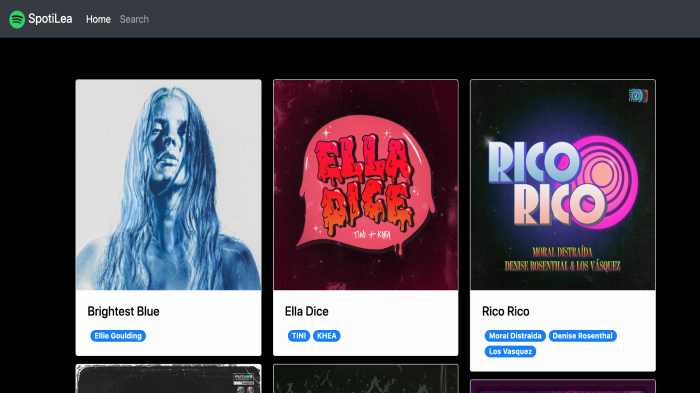 SpotiLea Home Search
ELLA
DICE
TINI + KHEA
RICO
RICO
MORAL DISTRAÍDA
DENISE ROSENTHAL & LOS VÁSQUEZ
Brightest Blue
Ellie Goulding
Ella Dice
TINI KHEA
Rico Rico
Moral Distraida Denise Rosenthal
Los Vasquez